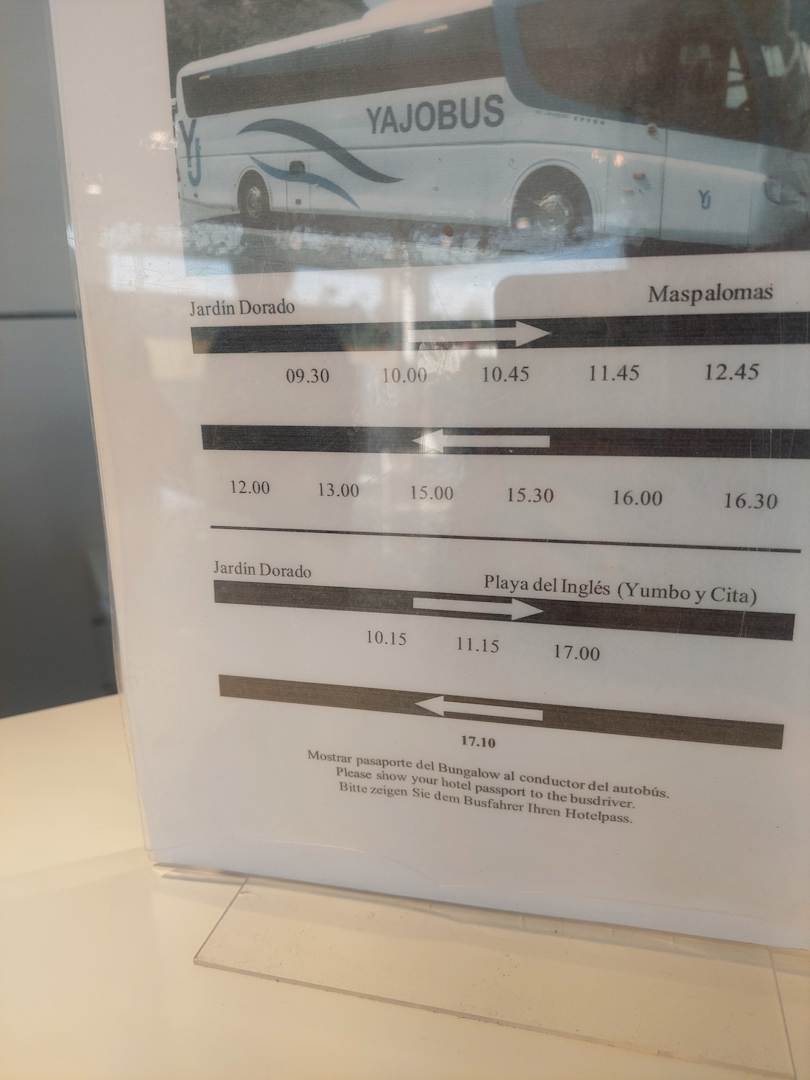 YAJOBUS
YJ
YJ
Jardín Dorado Maspalomas
09.30 10.00 10.45 11.45 12.45
12.00 13.00 15.00 15.30 16.00 16.30
Jardín Dorado Playa del Inglés (Yumbo y Cita)
10.15 11.15 17.00
17.10
Mostrar pasaporte del Bungalow al conductor del autobús.
Please show your hotel passport to the busdriver.
Bitte zeigen Sie dem Busfahrer Ihren Hotelpass.